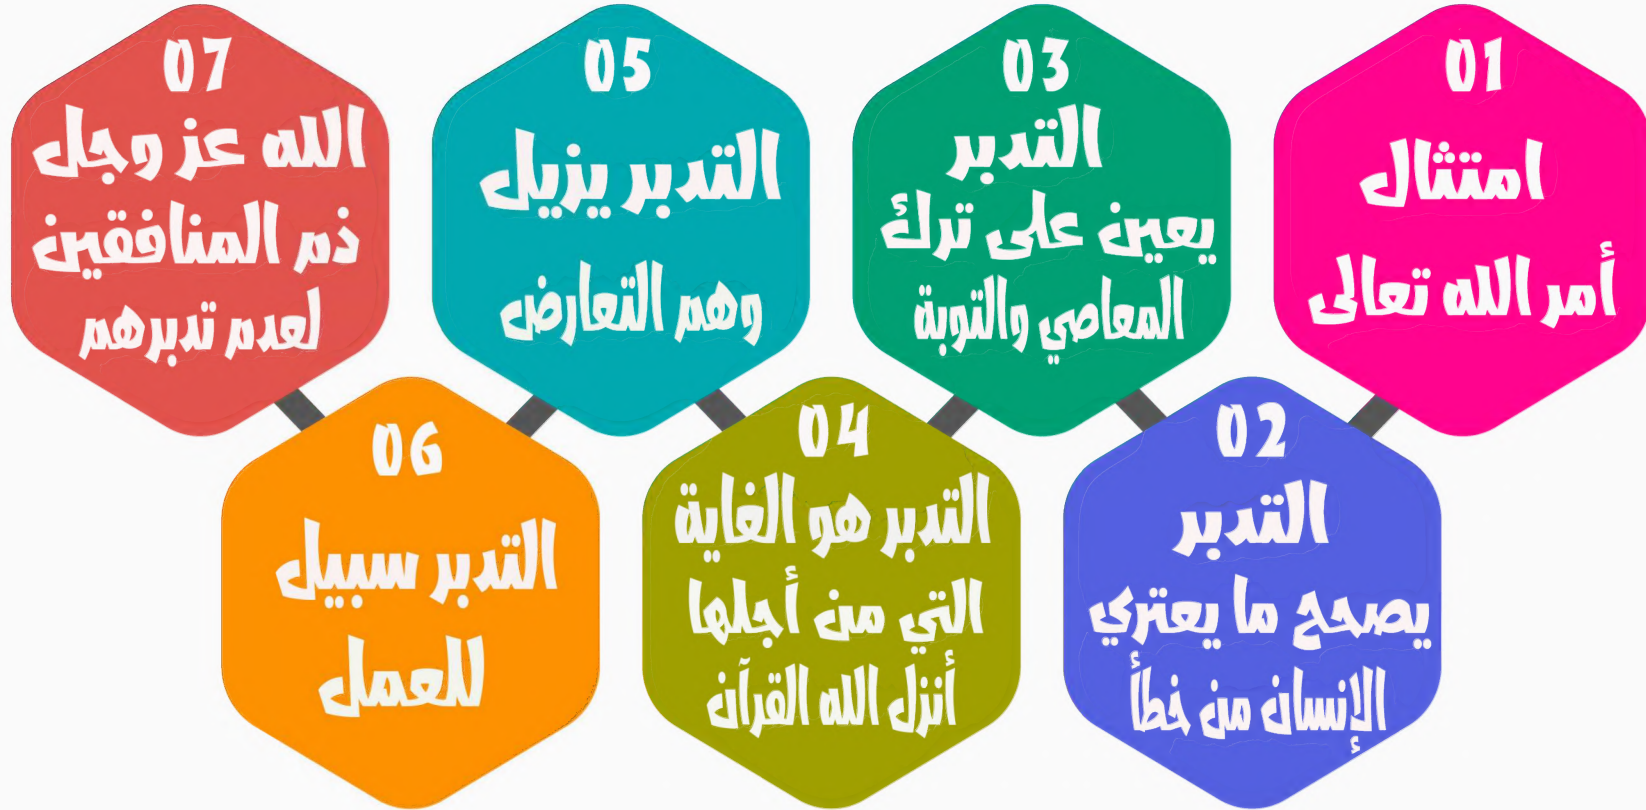 01
امتثال
أمر الله تعالى
02
التدبر
يصحح ما يعتري
الإنسان من خطأ
03
التدبر
يعين على ترك
المعاصي والتوبة
04
التدبر هو الغاية
التي من أجلها
أنزل الله القرآن
05
التدبر يزيل
وهم التعارض
06
التدبر سبيل
للعمل
07
الله عز وجل
ذم المنافقين
لعدم تدبرهم